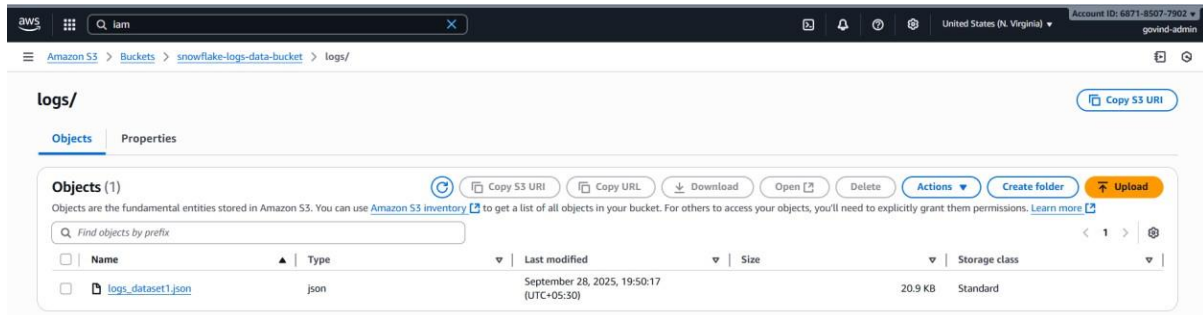 aws
iam
United States (N. Virginia)
Account ID: 6871-8507-7902
govind-admin
Amazon S3 > Buckets > snowflake-logs-data-bucket > logs/
logs/
Copy S3 URI
Objects
Properties
Objects (1)
Copy S3 URI
Copy URL
Download
Open
Delete
Actions
Create folder
Upload
Objects are the fundamental entities stored in Amazon S3. You can use Amazon S3 inventory to get a list of all objects in your bucket. For others to access your objects, you'll need to explicitly grant them permissions. Learn more
Find objects by prefix
1
Name
Type
Last modified
Size
Storage class
logs_dataset1.json
json
September 28, 2025, 19:50:17
(UTC+05:30)
20.9 KB
Standard